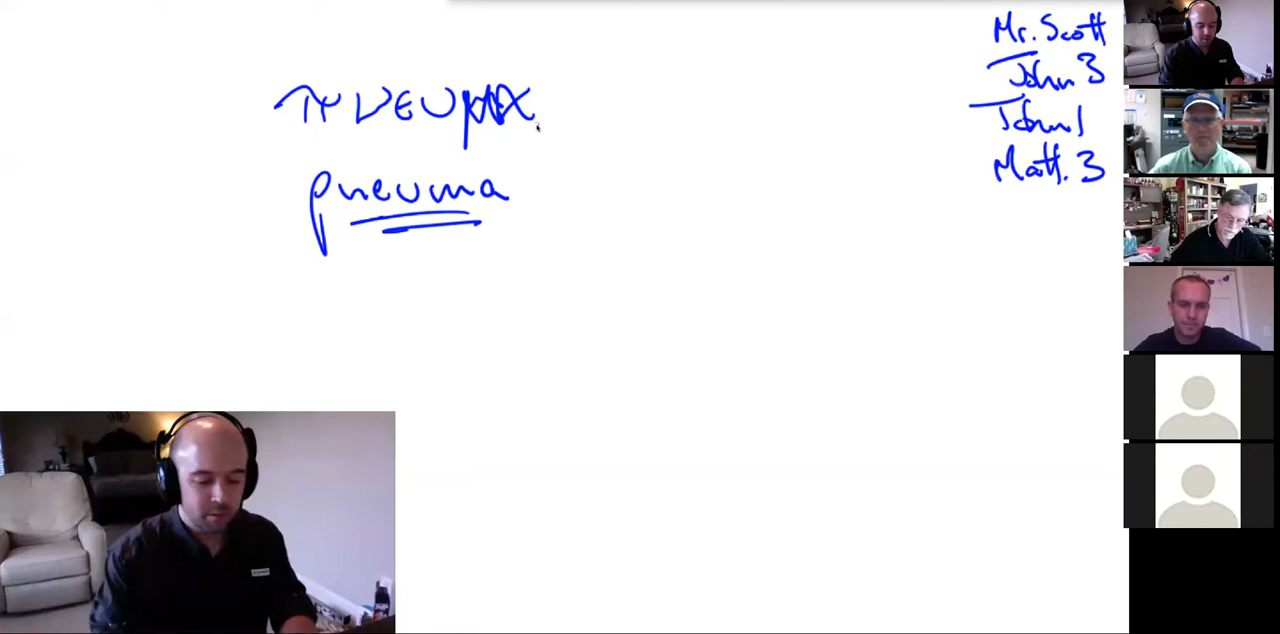 πνευμα
pneuma
Mr. Scott
John 3
John 1
Matt. 3